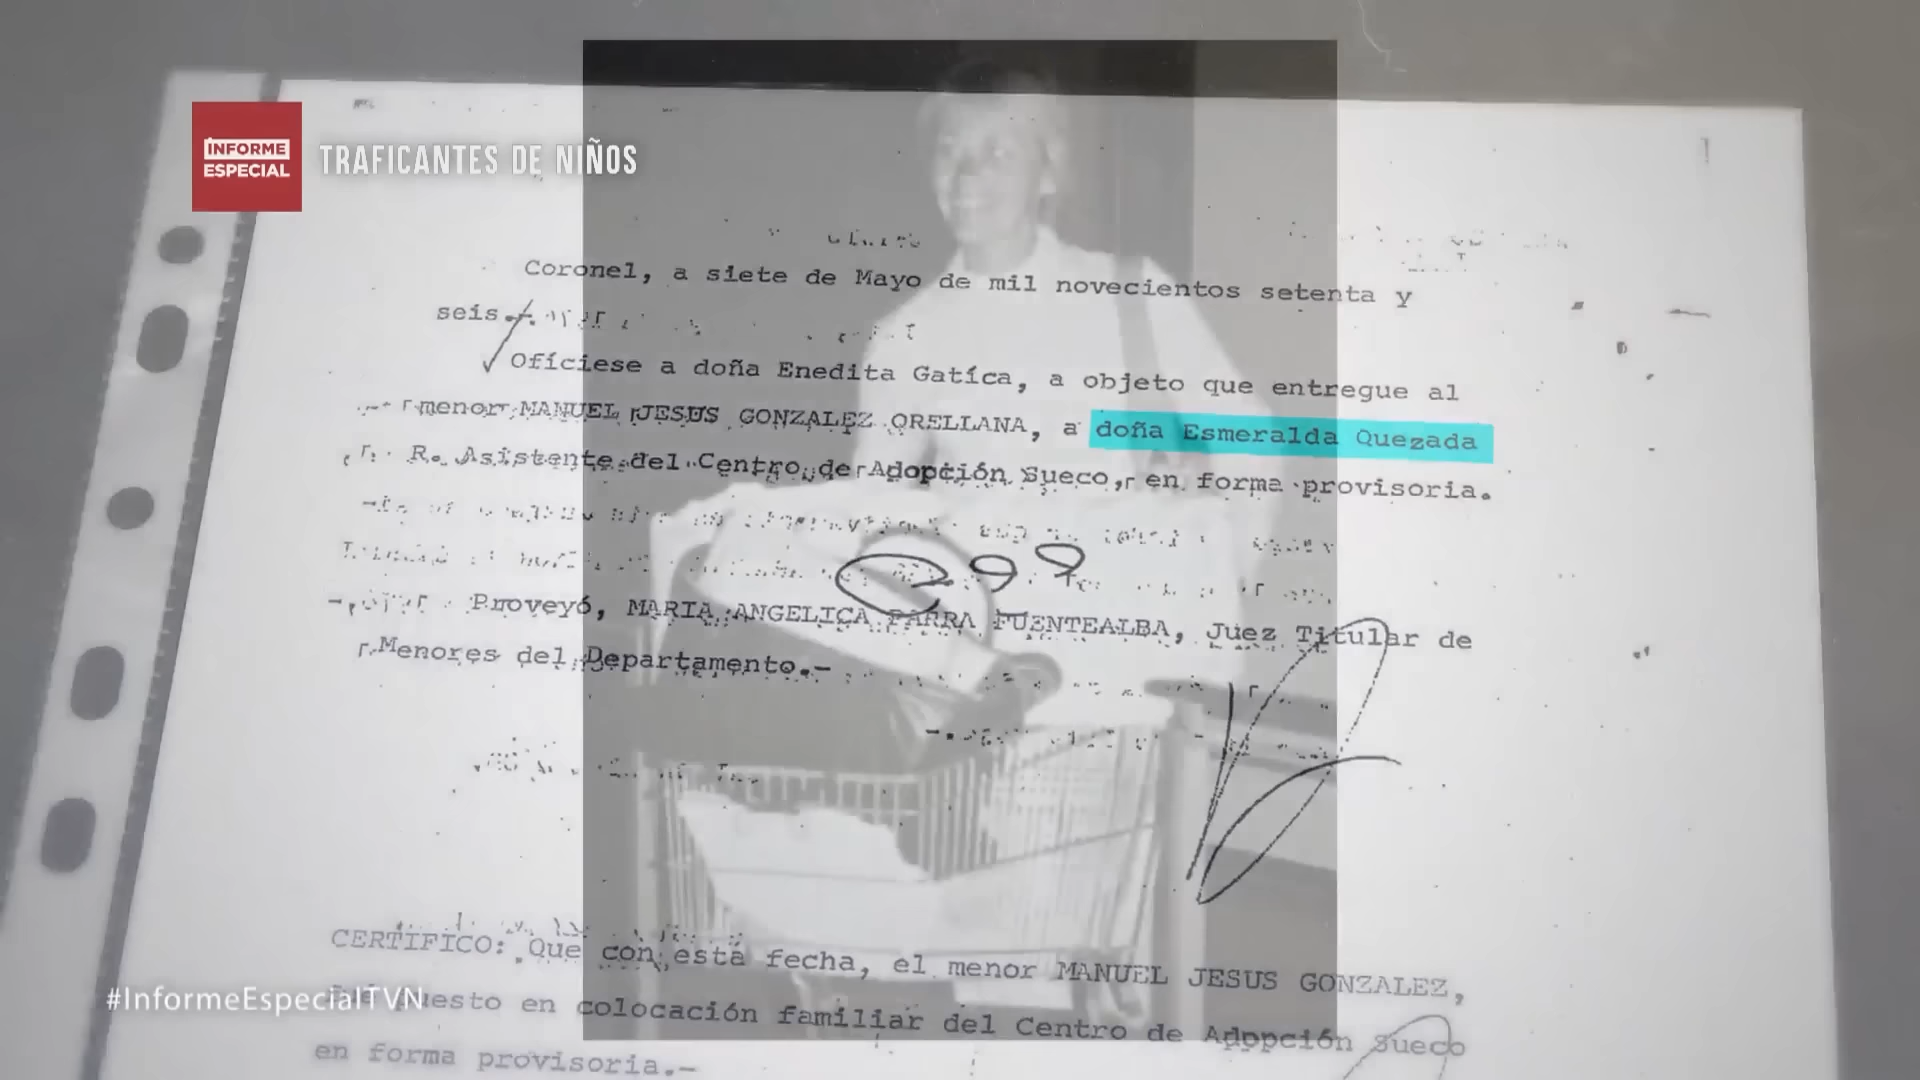 INFORME
ESPECIAL
TRAFICANTES DE NIÑOS
Coronel, a siete de Mayo de mil novecientos setenta y
seis.-
Ofíciese a doña Enedita Gatíca, a objeto que entregue al
menor MANUEL JESUS GONZALEZ ORELLANA, a doña Esmeralda Quezada
R. Asistente del Centro de Adopción Sueco, en forma provisoria.
299
Proveyó, MARIA ANGELICA PARRA FUENTEALBA, Juez Titular de
Menores del Departamento.-
CERTIFICO: Que con esta fecha, el menor MANUEL JESUS GONZALEZ,
puesto en colocación familiar del Centro de Adopción Sueco
en forma provisoria.-
#InformeEspecialTVN